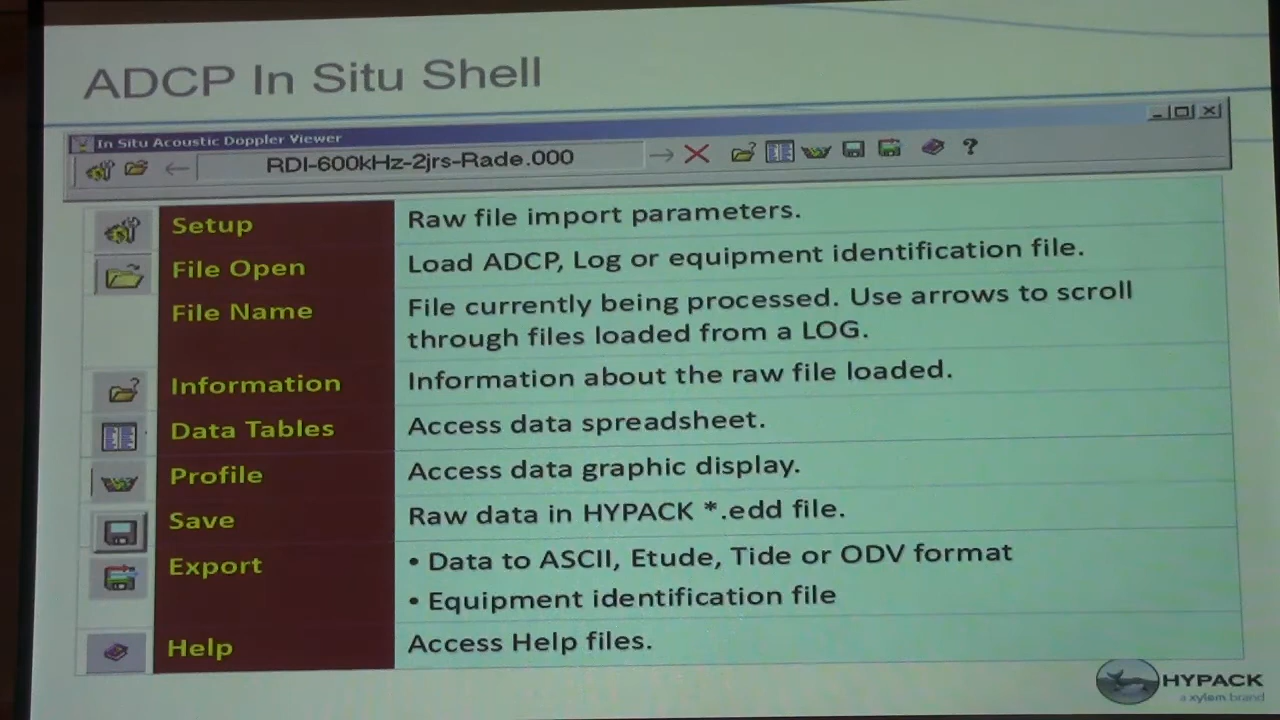 ADCP In Situ Shell
In Situ Acoustic Doppler Viewer
RDI-600kHz-2jrs-Rade.000
Setup
Raw file import parameters.
File Open
Load ADCP, Log or equipment identification file.
File Name
File currently being processed. Use arrows to scroll
through files loaded from a LOG.
Information
Information about the raw file loaded.
Data Tables
Access data spreadsheet.
Profile
Access data graphic display.
Save
Raw data in HYPACK *.edd file.
Export
• Data to ASCII, Etude, Tide or ODV format
• Equipment identification file
Help
Access Help files.
HYPACK
a xylem brand